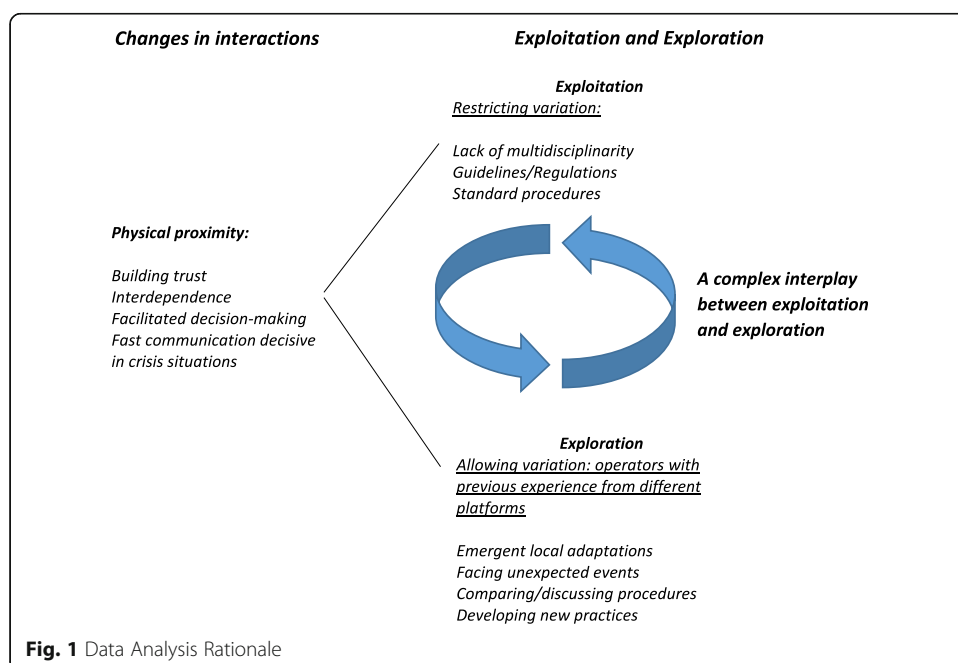 Changes in interactions
Exploitation and Exploration
Exploitation
Restricting variation:
Lack of multidisciplinarity
Guidelines/Regulations
Standard procedures
Physical proximity:
Building trust
Interdependence
Facilitated decision-making
Fast communication decisive
in crisis situations
A complex interplay
between exploitation
and exploration
Exploration
Allowing variation: operators with
previous experience from different
platforms
Emergent local adaptations
Facing unexpected events
Comparing/discussing procedures
Developing new practices
Fig. 1 Data Analysis Rationale